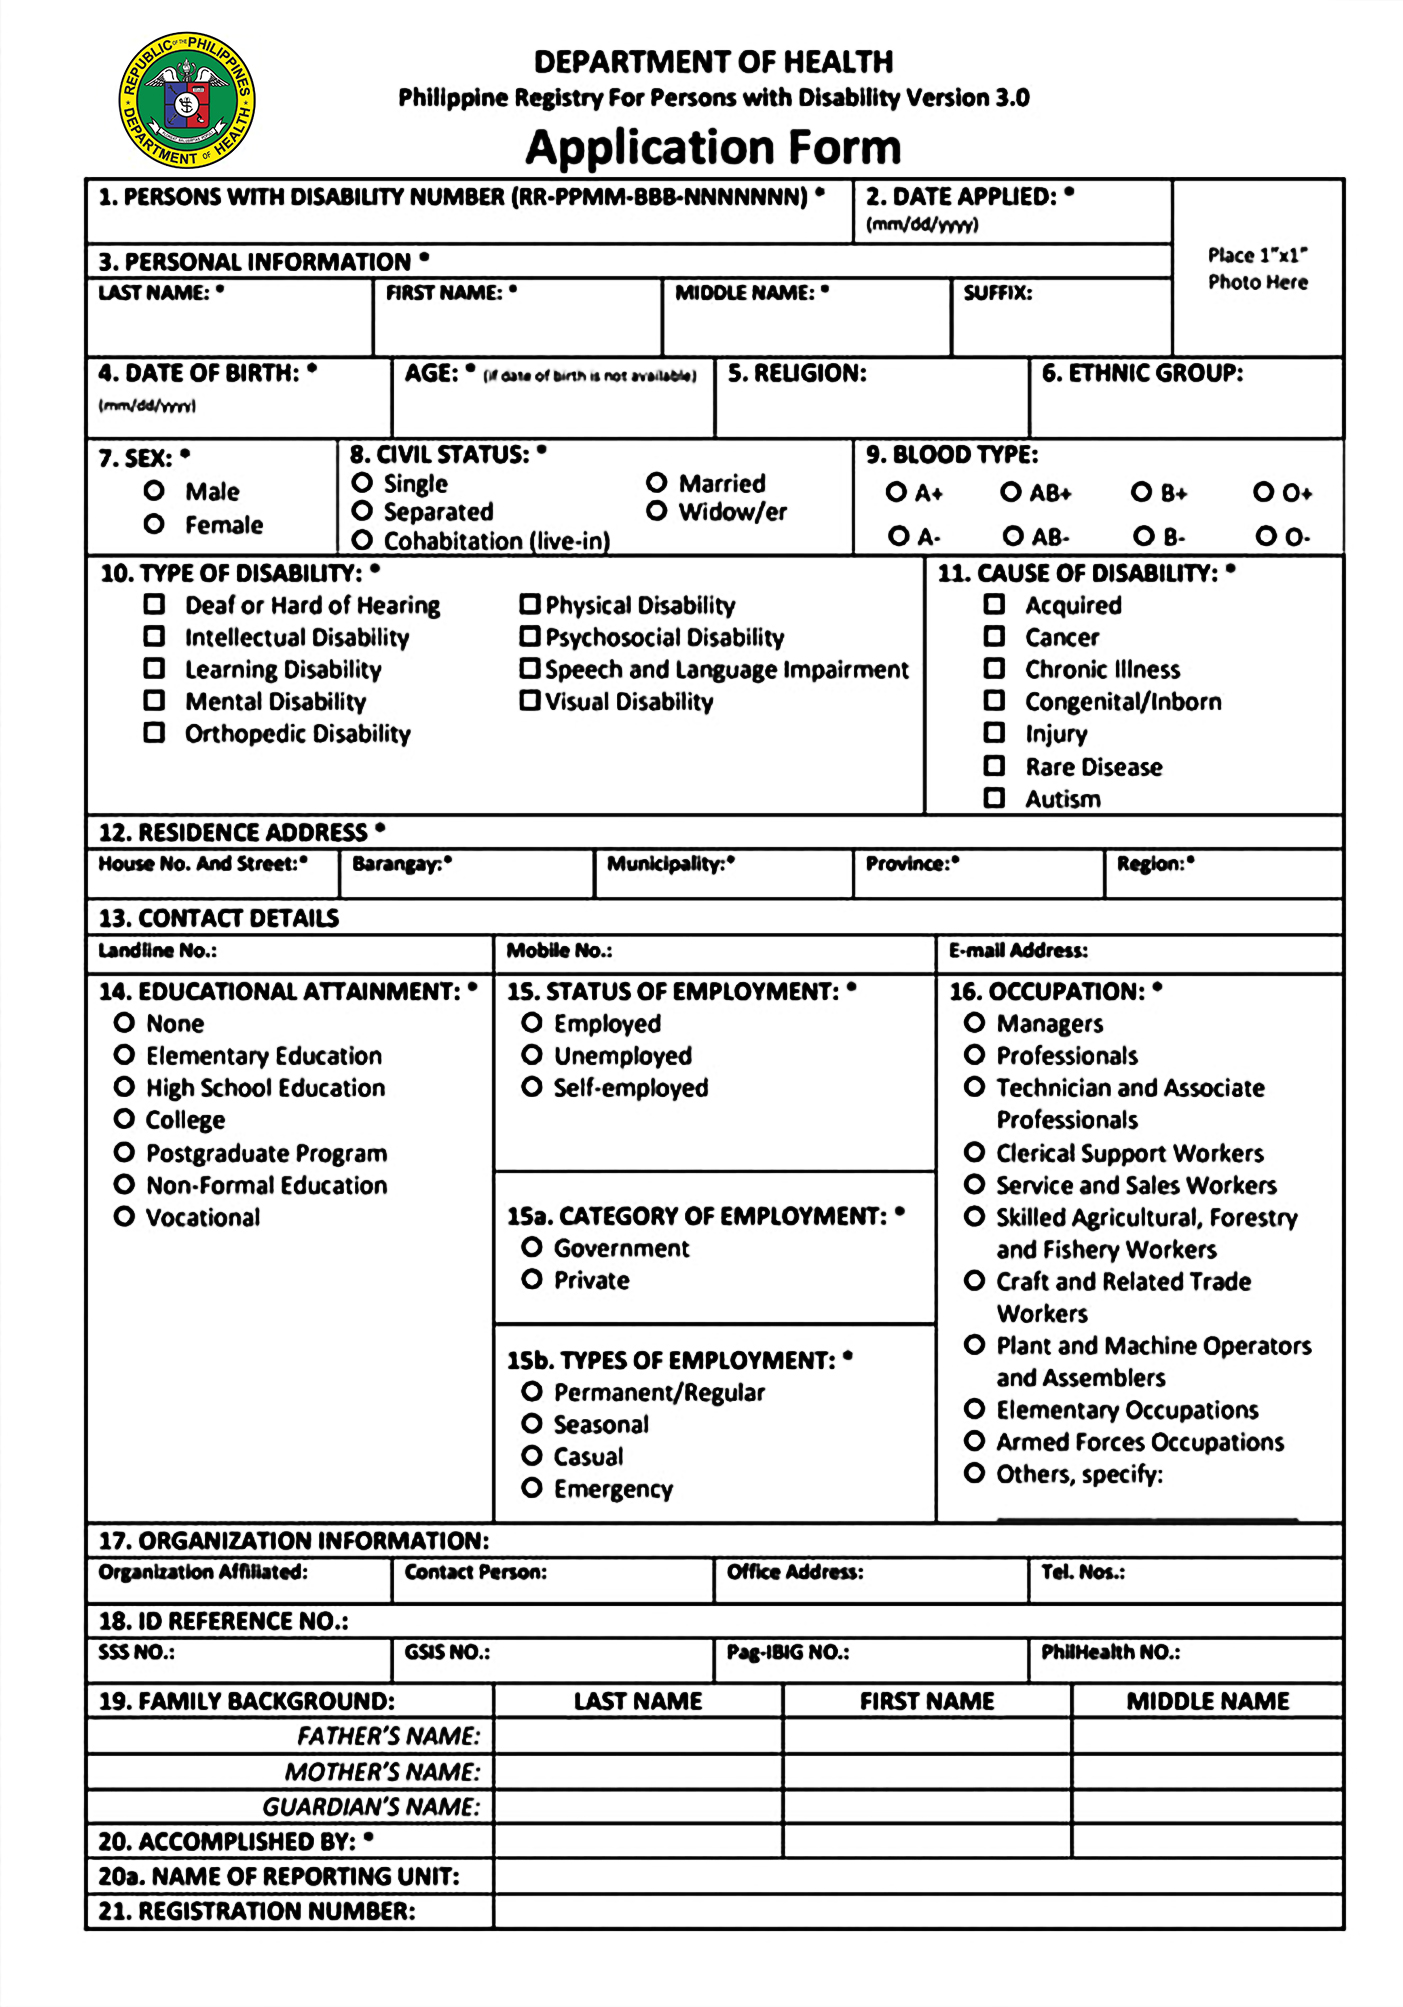 REPUBLIC OF THE PHILIPPINES
DEPARTMENT OF HEALTH
DEPARTMENT OF HEALTH
Philippine Registry For Persons with Disability Version 3.0
Application Form
1. PERSONS WITH DISABILITY NUMBER (RR-PPMM-BBB-NNNNNNN) *
2. DATE APPLIED: *
(mm/dd/yyyy)
Place 1"x1"
Photo Here
3. PERSONAL INFORMATION *
LAST NAME: * FIRST NAME: * MIDDLE NAME: * SUFFIX:
4. DATE OF BIRTH: *
(mm/dd/yyyy)
AGE: * (if date of birth is not available)
5. RELIGION:
6. ETHNIC GROUP:
7. SEX: *
Male
Female
8. CIVIL STATUS: *
Single Married
Separated Widow/er
Cohabitation (live-in)
9. BLOOD TYPE:
A+ AB+ B+ O+
A- AB- B- O-
10. TYPE OF DISABILITY: *
Deaf or Hard of Hearing
Intellectual Disability
Learning Disability
Mental Disability
Orthopedic Disability
Physical Disability
Psychosocial Disability
Speech and Language Impairment
Visual Disability
11. CAUSE OF DISABILITY: *
Acquired
Cancer
Chronic Illness
Congenital/Inborn
Injury
Rare Disease
Autism
12. RESIDENCE ADDRESS *
House No. And Street:* Barangay:* Municipality:* Province:* Region:*
13. CONTACT DETAILS
Landline No.: Mobile No.: E-mail Address:
14. EDUCATIONAL ATTAINMENT: *
None
Elementary Education
High School Education
College
Postgraduate Program
Non-Formal Education
Vocational
15. STATUS OF EMPLOYMENT: *
Employed
Unemployed
Self-employed
15a. CATEGORY OF EMPLOYMENT: *
Government
Private
15b. TYPES OF EMPLOYMENT: *
Permanent/Regular
Seasonal
Casual
Emergency
16. OCCUPATION: *
Managers
Professionals
Technician and Associate
Professionals
Clerical Support Workers
Service and Sales Workers
Skilled Agricultural, Forestry
and Fishery Workers
Craft and Related Trade
Workers
Plant and Machine Operators
and Assemblers
Elementary Occupations
Armed Forces Occupations
Others, specify:
17. ORGANIZATION INFORMATION:
Organization Affiliated: Contact Person: Office Address: Tel. Nos.:
18. ID REFERENCE NO.:
SSS NO.: GSIS NO.: Pag-IBIG NO.: PhilHealth NO.:
19. FAMILY BACKGROUND: LAST NAME FIRST NAME MIDDLE NAME
FATHER'S NAME:
MOTHER'S NAME:
GUARDIAN'S NAME:
20. ACCOMPLISHED BY: *
20a. NAME OF REPORTING UNIT:
21. REGISTRATION NUMBER: